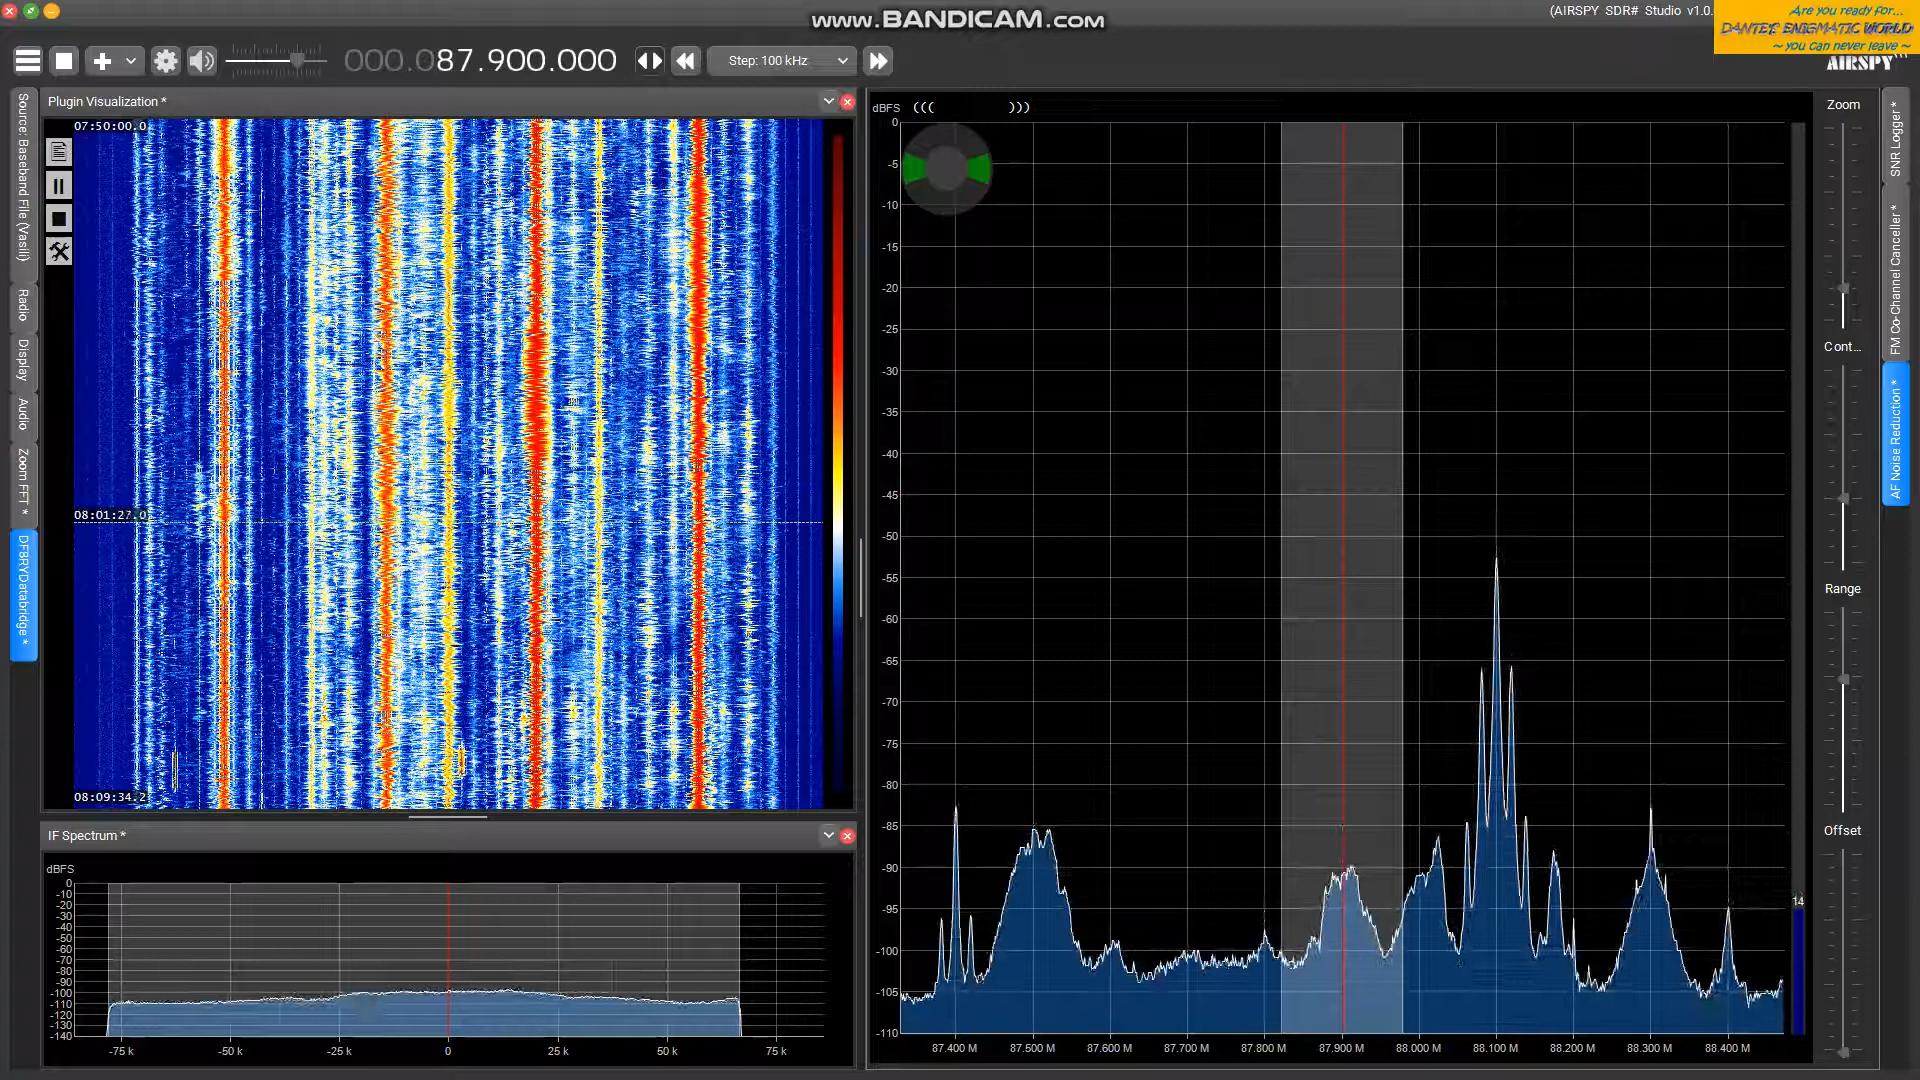 www.BANDICAM.com
(AIRSPY SDR# Studio v1.0.
Are you ready for...
DANTE'S ENIGMATIC WORLD
~ you can never leave ~
AIRSPY
000.087.900.000
Step: 100 kHz
Source: Baseband File (Vasili)
Radio
Display
Audio
Zoom FFT *
DFBRYDatabridge *
Plugin Visualization *
07:50:00.0
08:01:27.0
08:09:34.2
IF Spectrum *
dBFS
0
-10
-20
-30
-40
-50
-60
-70
-80
-90
-100
-110
-120
-130
-140
-75 k
-50 k
-25 k
0
25 k
50 k
75 k
dBFS
(((
)))
0
-5
-10
-15
-20
-25
-30
-35
-40
-45
-50
-55
-60
-65
-70
-75
-80
-85
-90
-95
-100
-105
-110
87.400 M
87.500 M
87.600 M
87.700 M
87.800 M
87.900 M
88.000 M
88.100 M
88.200 M
88.300 M
88.400 M
14
Zoom
Cont...
Range
Offset
SNR Logger *
FM Co-Channel Canceller *
AF Noise Reduction *